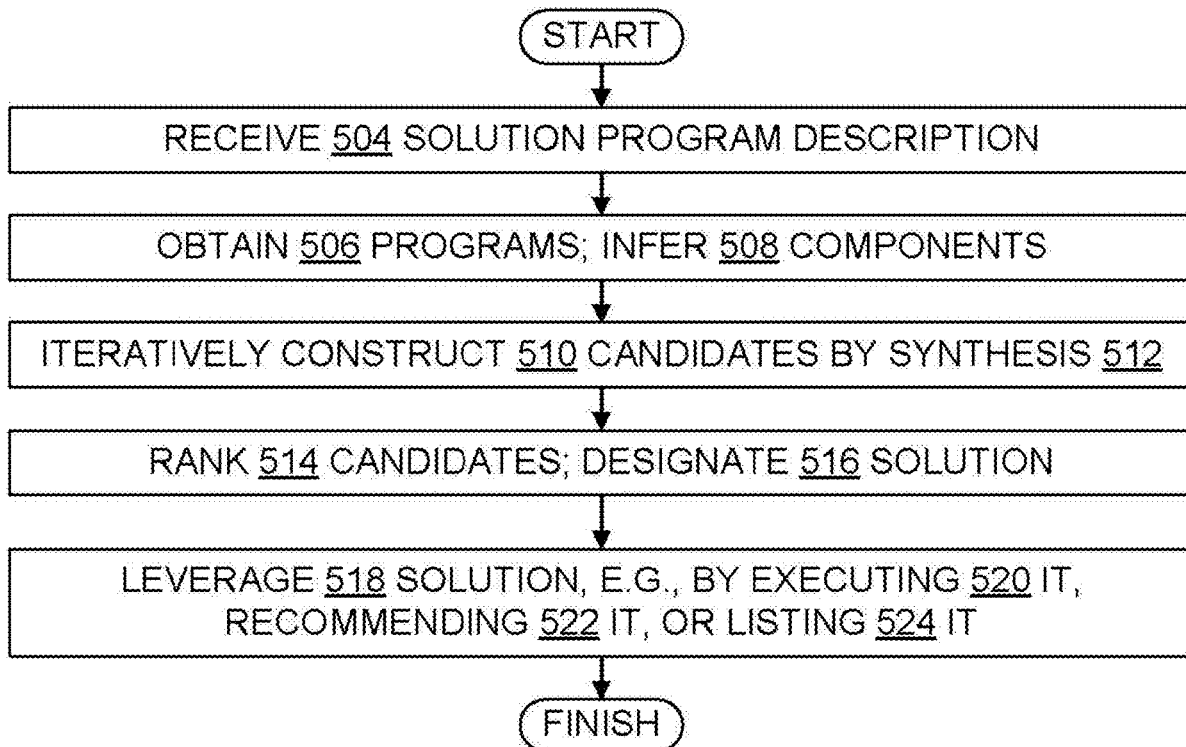 START
RECEIVE 504 SOLUTION PROGRAM DESCRIPTION
OBTAIN 506 PROGRAMS; INFER 508 COMPONENTS
ITERATIVELY CONSTRUCT 510 CANDIDATES BY SYNTHESIS 512
RANK 514 CANDIDATES; DESIGNATE 516 SOLUTION
LEVERAGE 518 SOLUTION, E.G., BY EXECUTING 520 IT,
RECOMMENDING 522 IT, OR LISTING 524 IT
FINISH